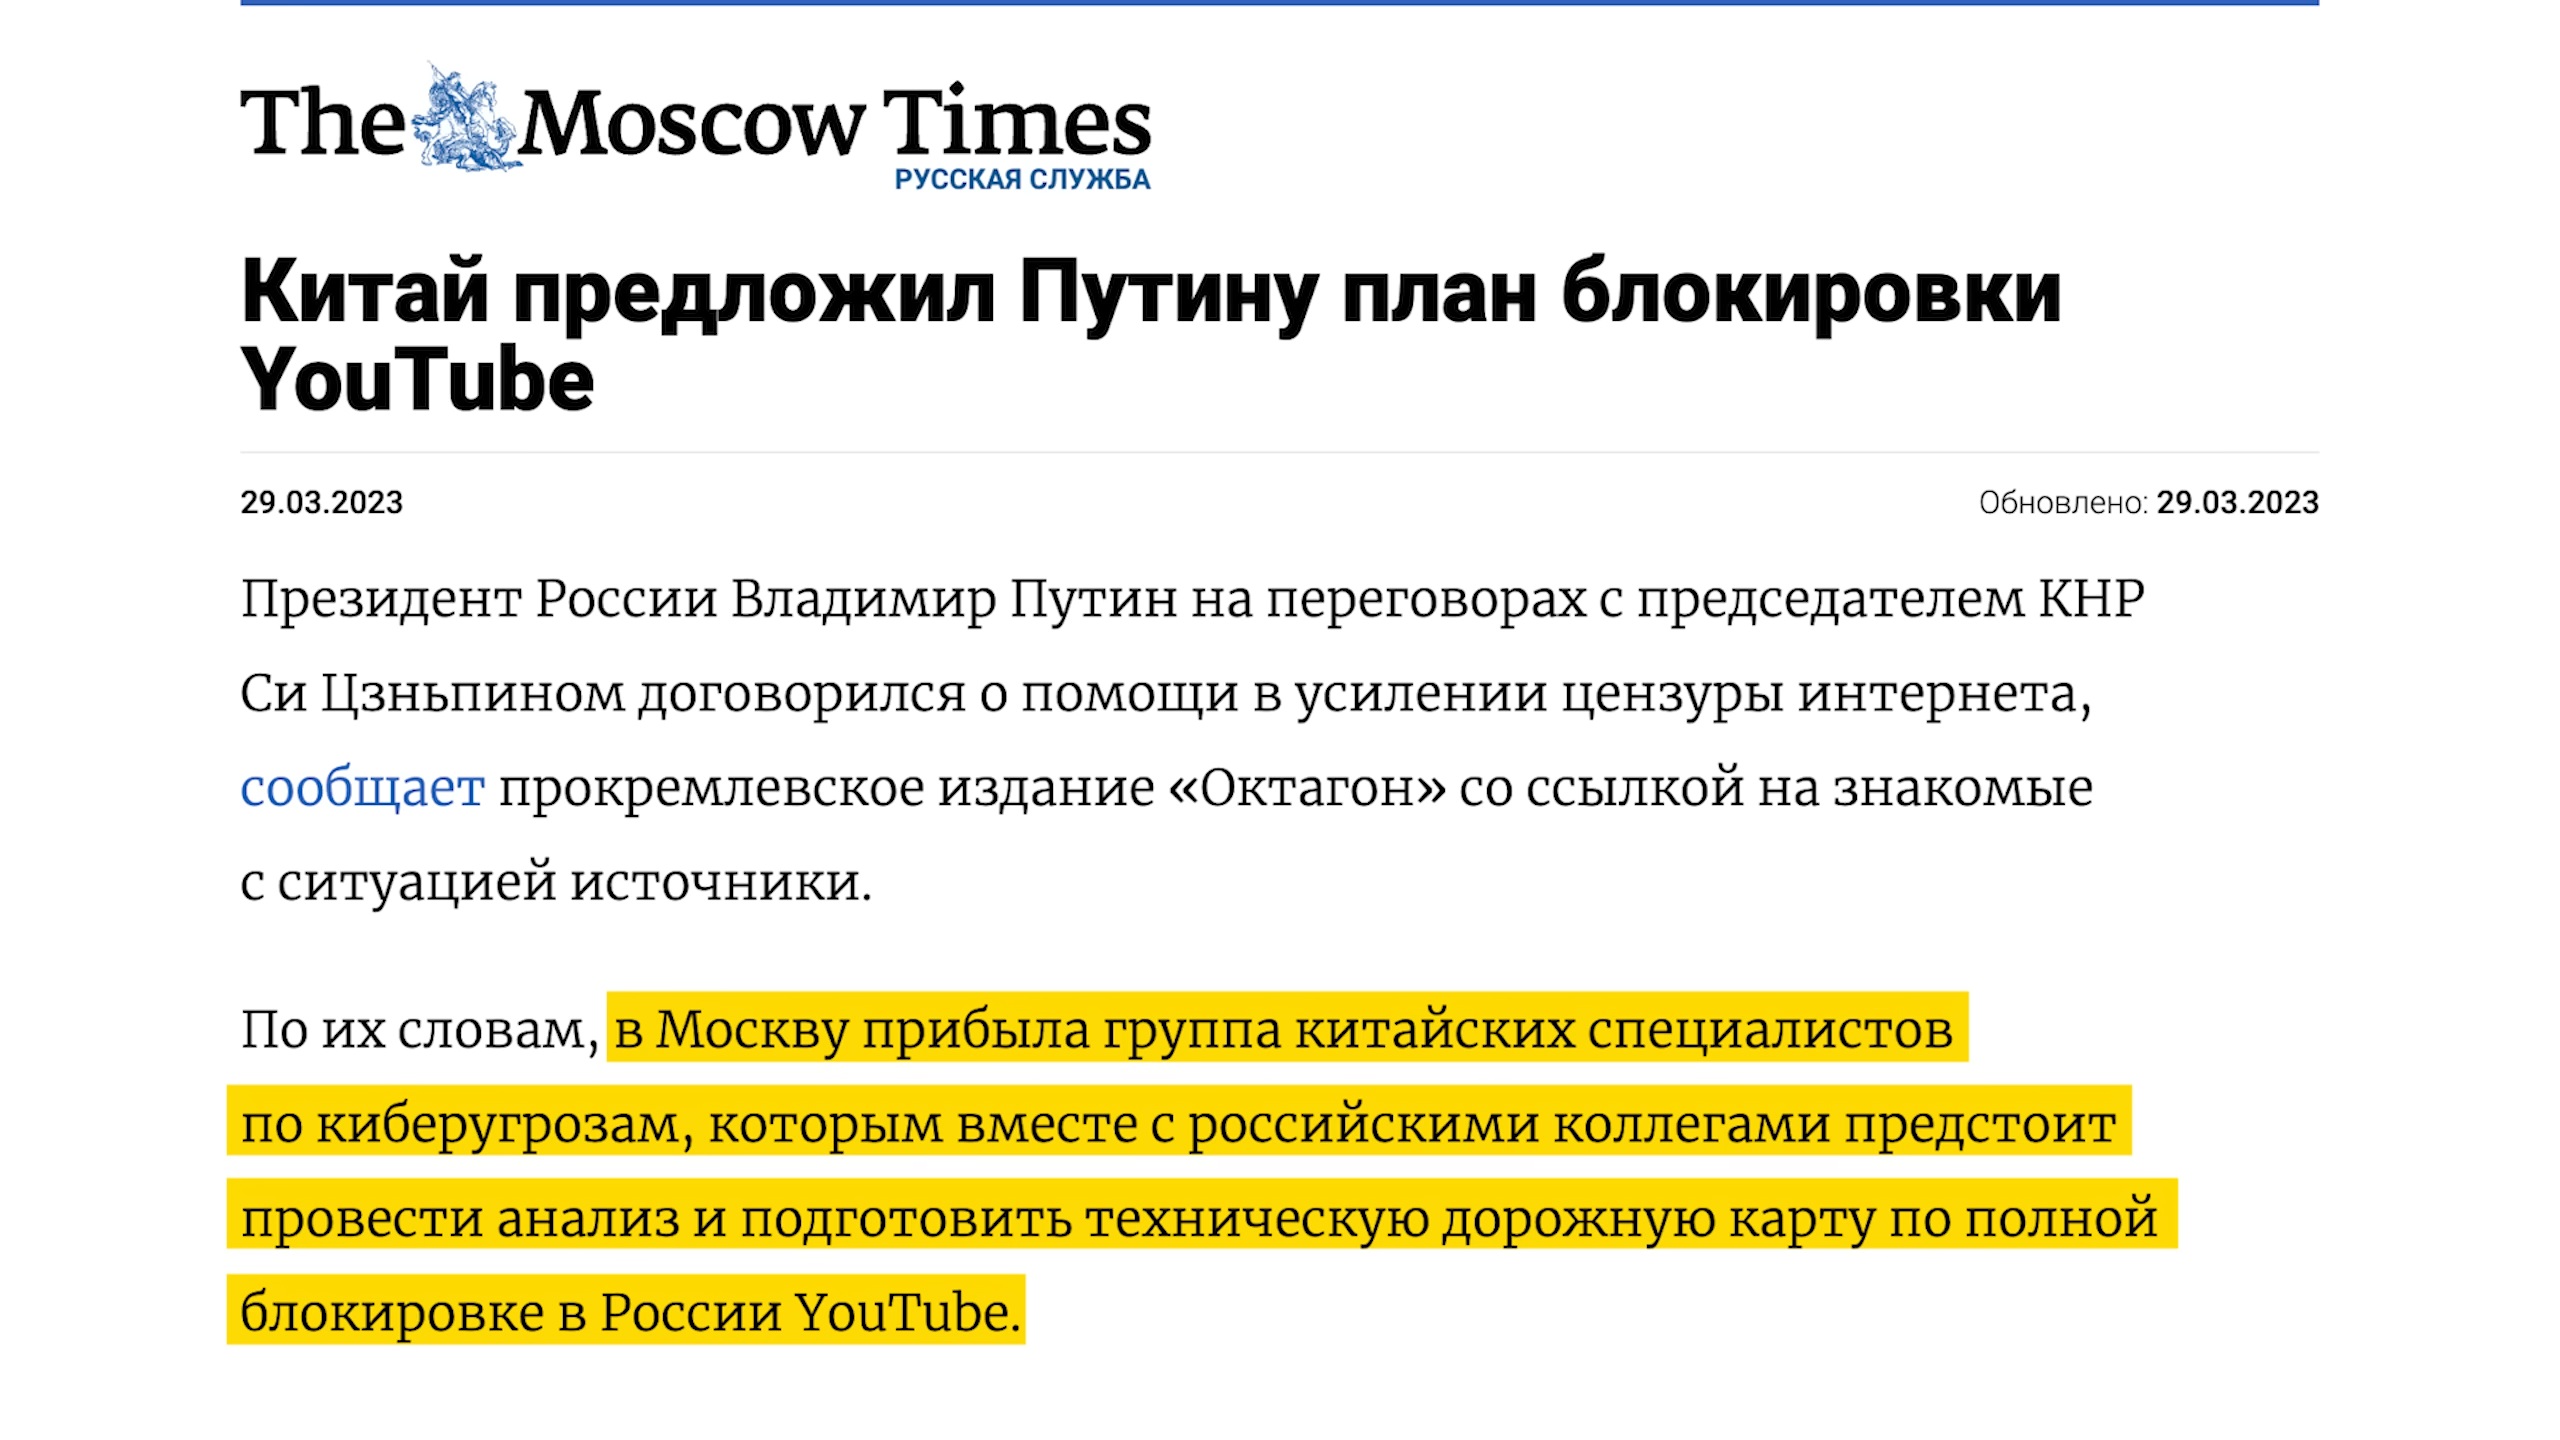 The Moscow Times
РУССКАЯ СЛУЖБА
Китай предложил Путину план блокировки
YouTube
29.03.2023
Обновлено: 29.03.2023
Президент России Владимир Путин на переговорах с председателем КНР
Си Цзньпином договорился о помощи в усилении цензуры интернета,
сообщает прокремлевское издание «Октагон» со ссылкой на знакомые
с ситуацией источники.
По их словам, в Москву прибыла группа китайских специалистов
по киберугрозам, которым вместе с российскими коллегами предстоит
провести анализ и подготовить техническую дорожную карту по полной
блокировке в России YouTube.